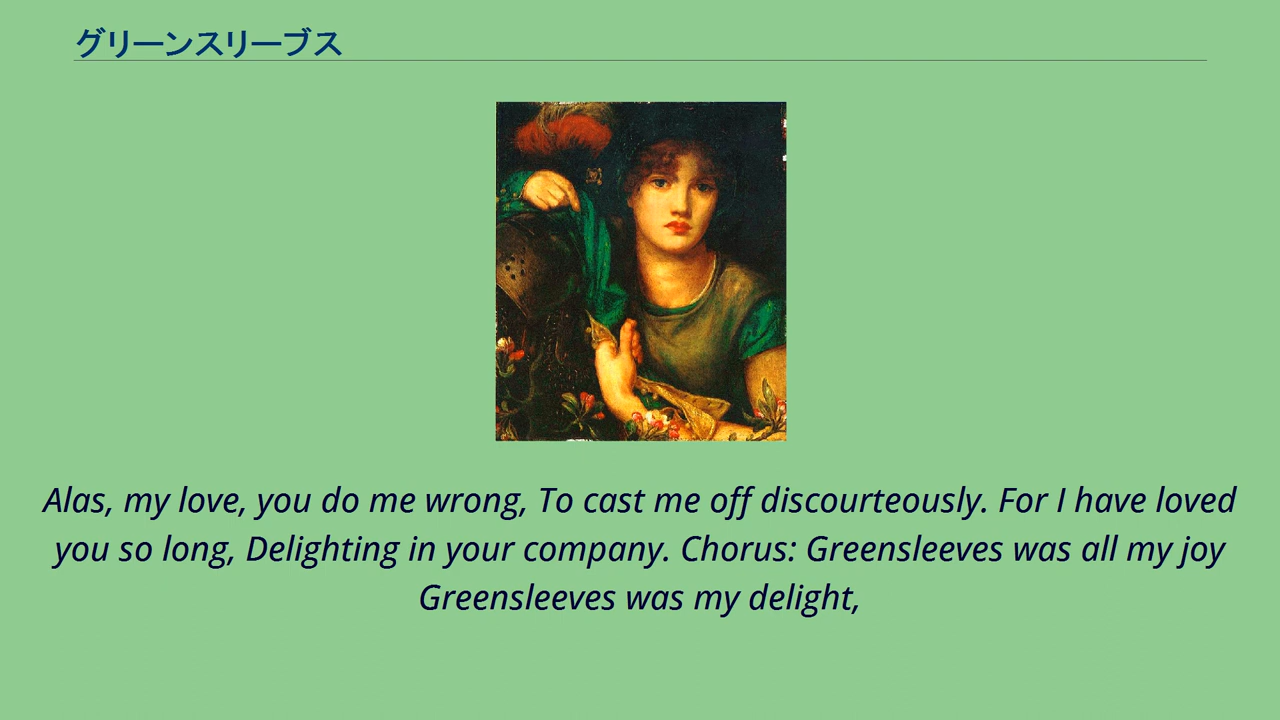 グリーンスリーブス
Alas, my love, you do me wrong, To cast me off discourteously. For I have loved
you so long, Delighting in your company. Chorus: Greensleeves was all my joy
Greensleeves was my delight,